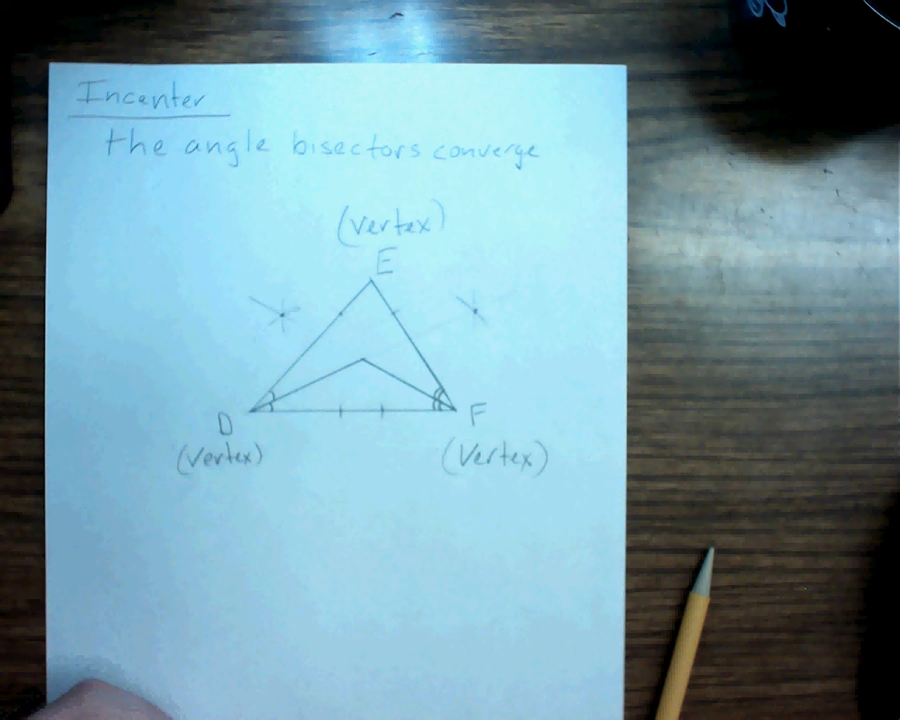 Incenter
the angle bisectors converge
(vertex)
E
D
F
(vertex)
(vertex)